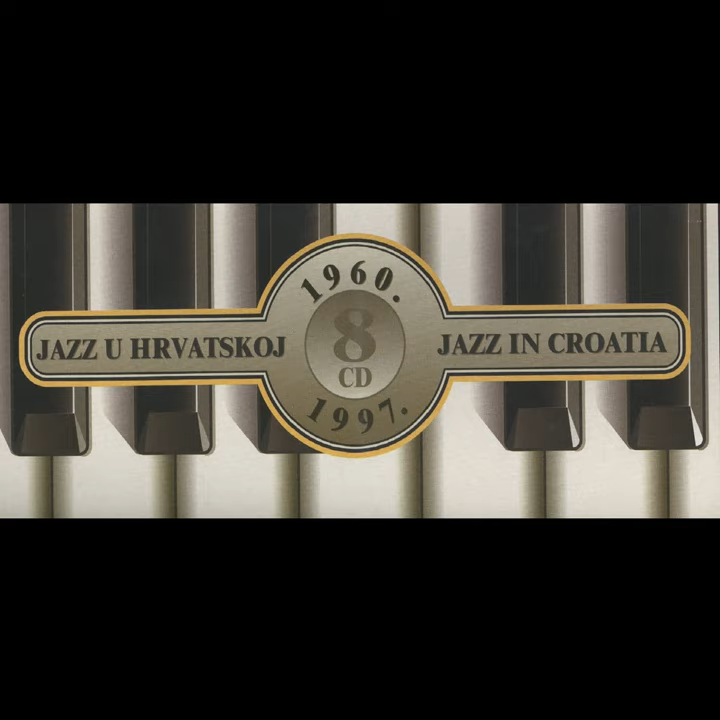 1960.
JAZZ U HRVATSKOJ
8
CD
JAZZ IN CROATIA
1997.